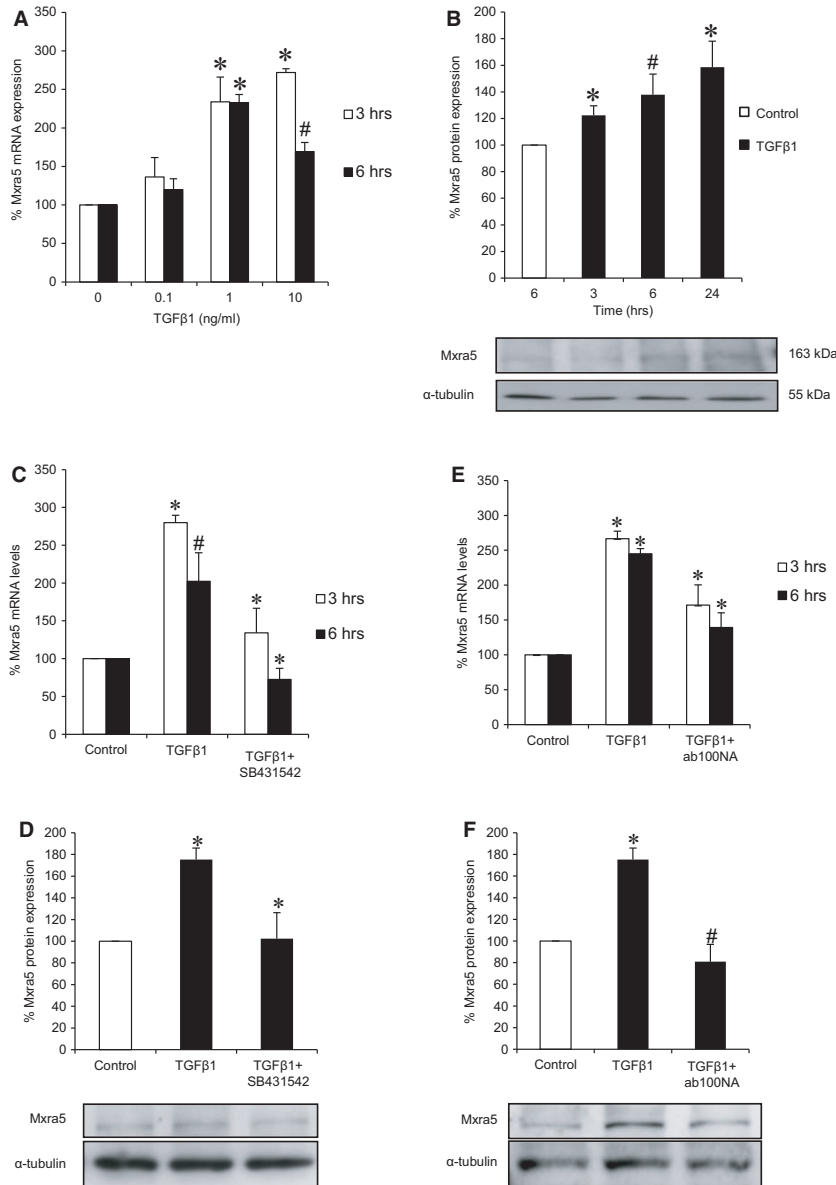 A
% Mxra5 mRNA expression
350
300
250
200
150
100
50
0
* * * #
0 0.1 1 10
TGFβ1 (ng/ml)
3 hrs
6 hrs
B
% Mxra5 protein expression
200
180
160
140
120
100
80
60
40
20
0
* # *
6 3 6 24
Time (hrs)
Control
TGFβ1
Mxra5 163 kDa
α-tubulin 55 kDa
C
% Mxra5 mRNA levels
350
300
250
200
150
100
50
0
* # * *
Control TGFβ1 TGFβ1+
SB431542
3 hrs
6 hrs
E
% Mxra5 mRNA levels
350
300
250
200
150
100
50
0
* * * *
Control TGFβ1 TGFβ1+
ab100NA
3 hrs
6 hrs
D
% Mxra5 protein expression
200
180
160
140
120
100
80
60
40
20
0
* *
Control TGFβ1 TGFβ1+
SB431542
Mxra5
α-tubulin
F
% Mxra5 protein expression
200
180
160
140
120
100
80
60
40
20
0
* #
Control TGFβ1 TGFβ1+
ab100NA
Mxra5
α-tubulin